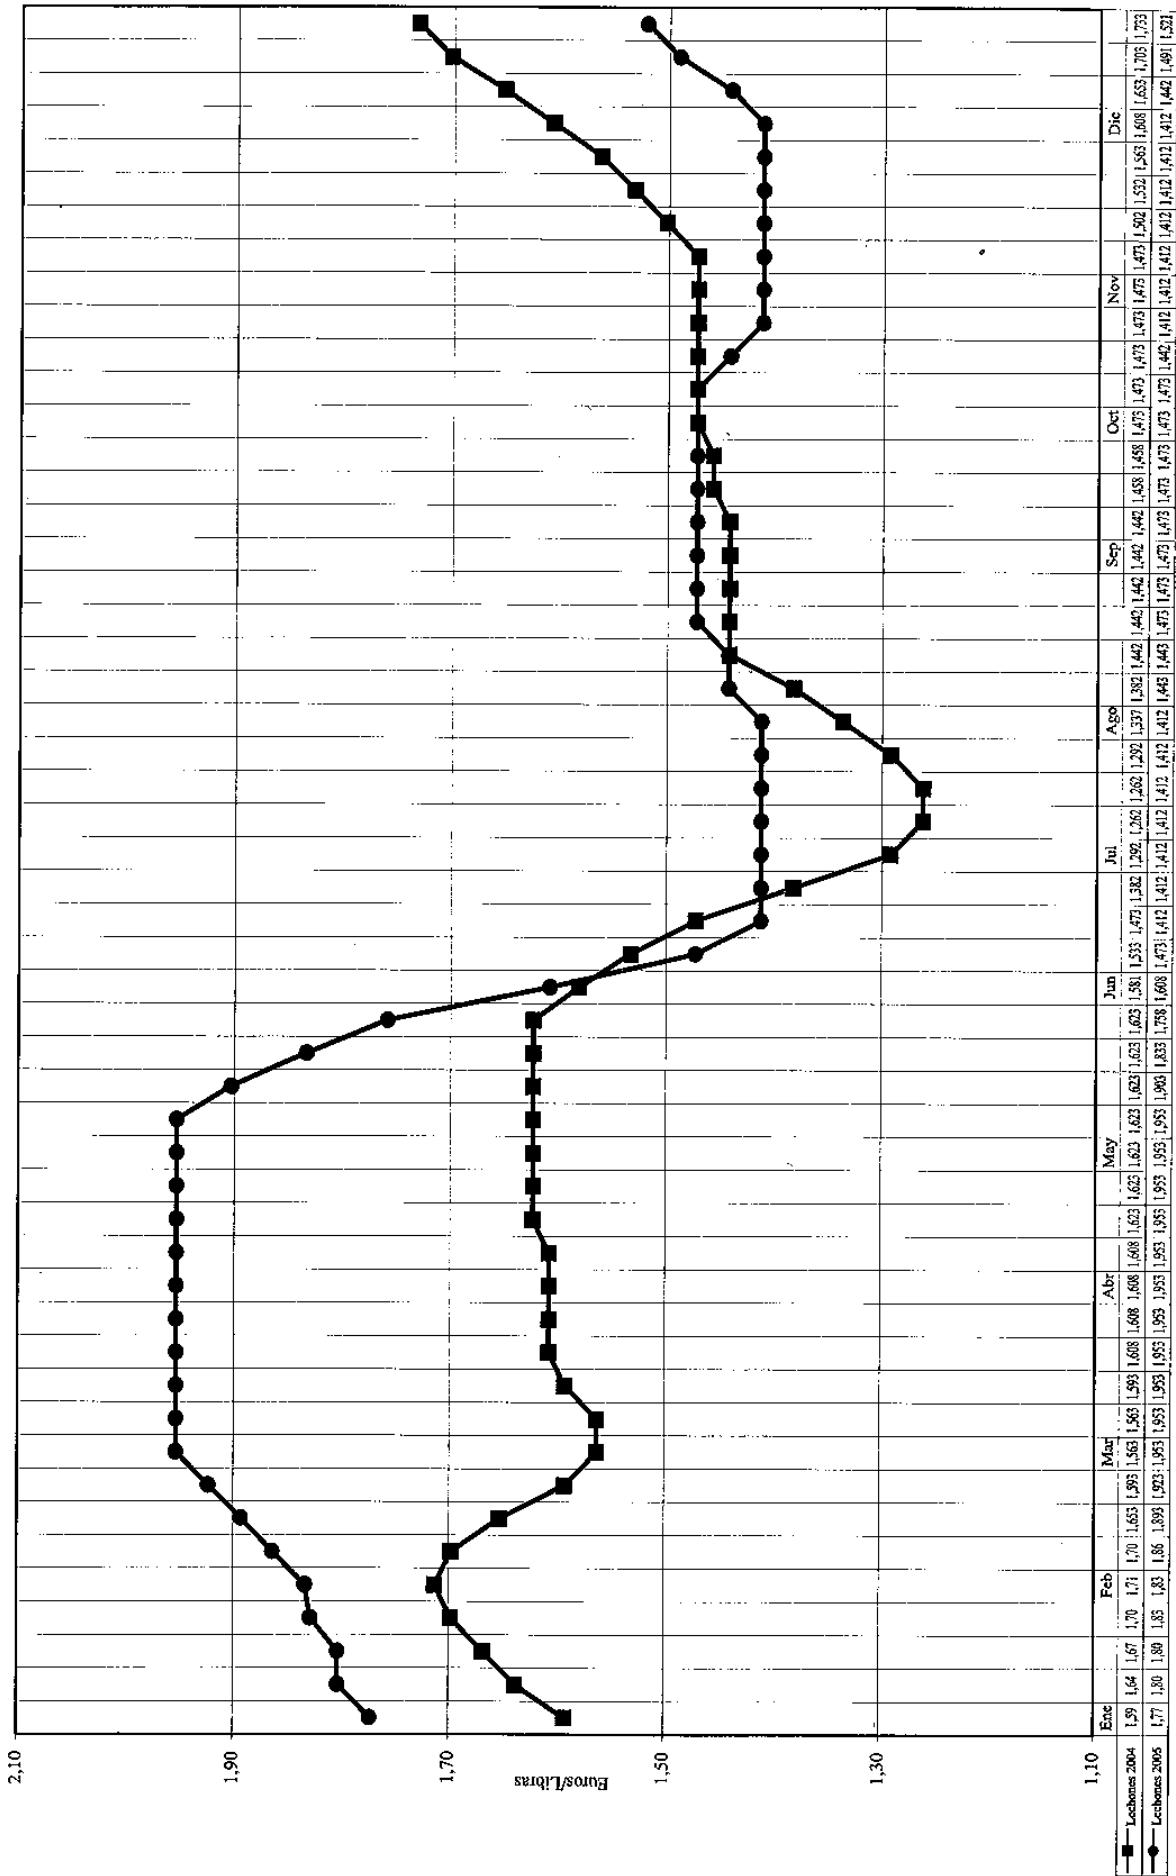 2,10
1,90
1,70
Euros/Libras
1,50
1,30
1,10
Ene Feb Mar Abr May Jun Jul Ago Sep Oct Nov Dic
Lechones 2004 1,59 1,64 1,67 1,70 1,71 1,70 1,653 1,593 1,563 1,563 1,593 1,608 1,608 1,608 1,608 1,623 1,623 1,623 1,623 1,623 1,623 1,623 1,581 1,533 1,473 1,382 1,292 1,262 1,262 1,292 1,337 1,382 1,442 1,442 1,442 1,442 1,442 1,458 1,458 1,473 1,473 1,473 1,473 1,473 1,473 1,502 1,532 1,563 1,608 1,653 1,703 1,733
Lechones 2005 1,77 1,80 1,80 1,83 1,83 1,86 1,893 1,923 1,953 1,953 1,953 1,953 1,953 1,953 1,953 1,953 1,953 1,953 1,953 1,903 1,833 1,758 1,608 1,473 1,412 1,412 1,412 1,412 1,412 1,412 1,412 1,443 1,443 1,473 1,473 1,473 1,473 1,473 1,473 1,473 1,473 1,442 1,412 1,412 1,412 1,412 1,412 1,412 1,412 1,442 1,491 1,521